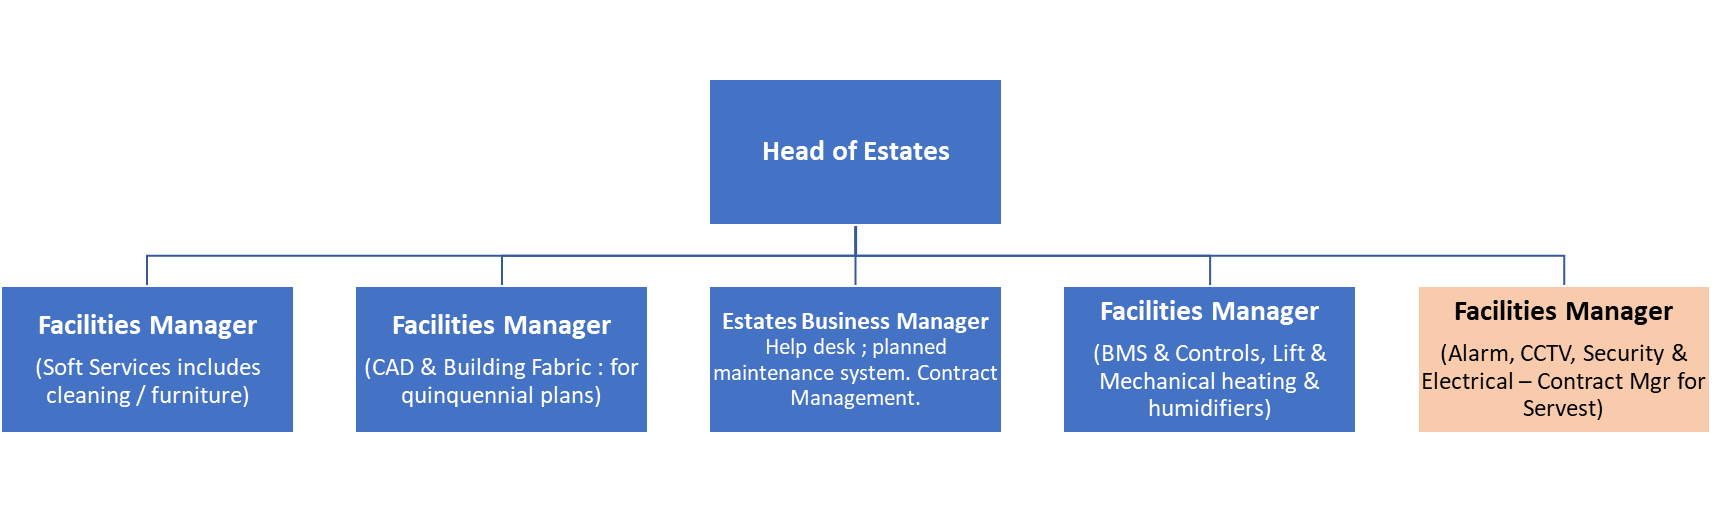 Head of Estates
Facilities Manager
(Soft Services includes
cleaning / furniture)
Facilities Manager
(CAD & Building Fabric : for
quinquennial plans)
Estates Business Manager
Help desk ; planned
maintenance system. Contract
Management.
Facilities Manager
(BMS & Controls, Lift &
Mechanical heating &
humidifiers)
Facilities Manager
(Alarm, CCTV, Security &
Electrical – Contract Mgr for
Servest)